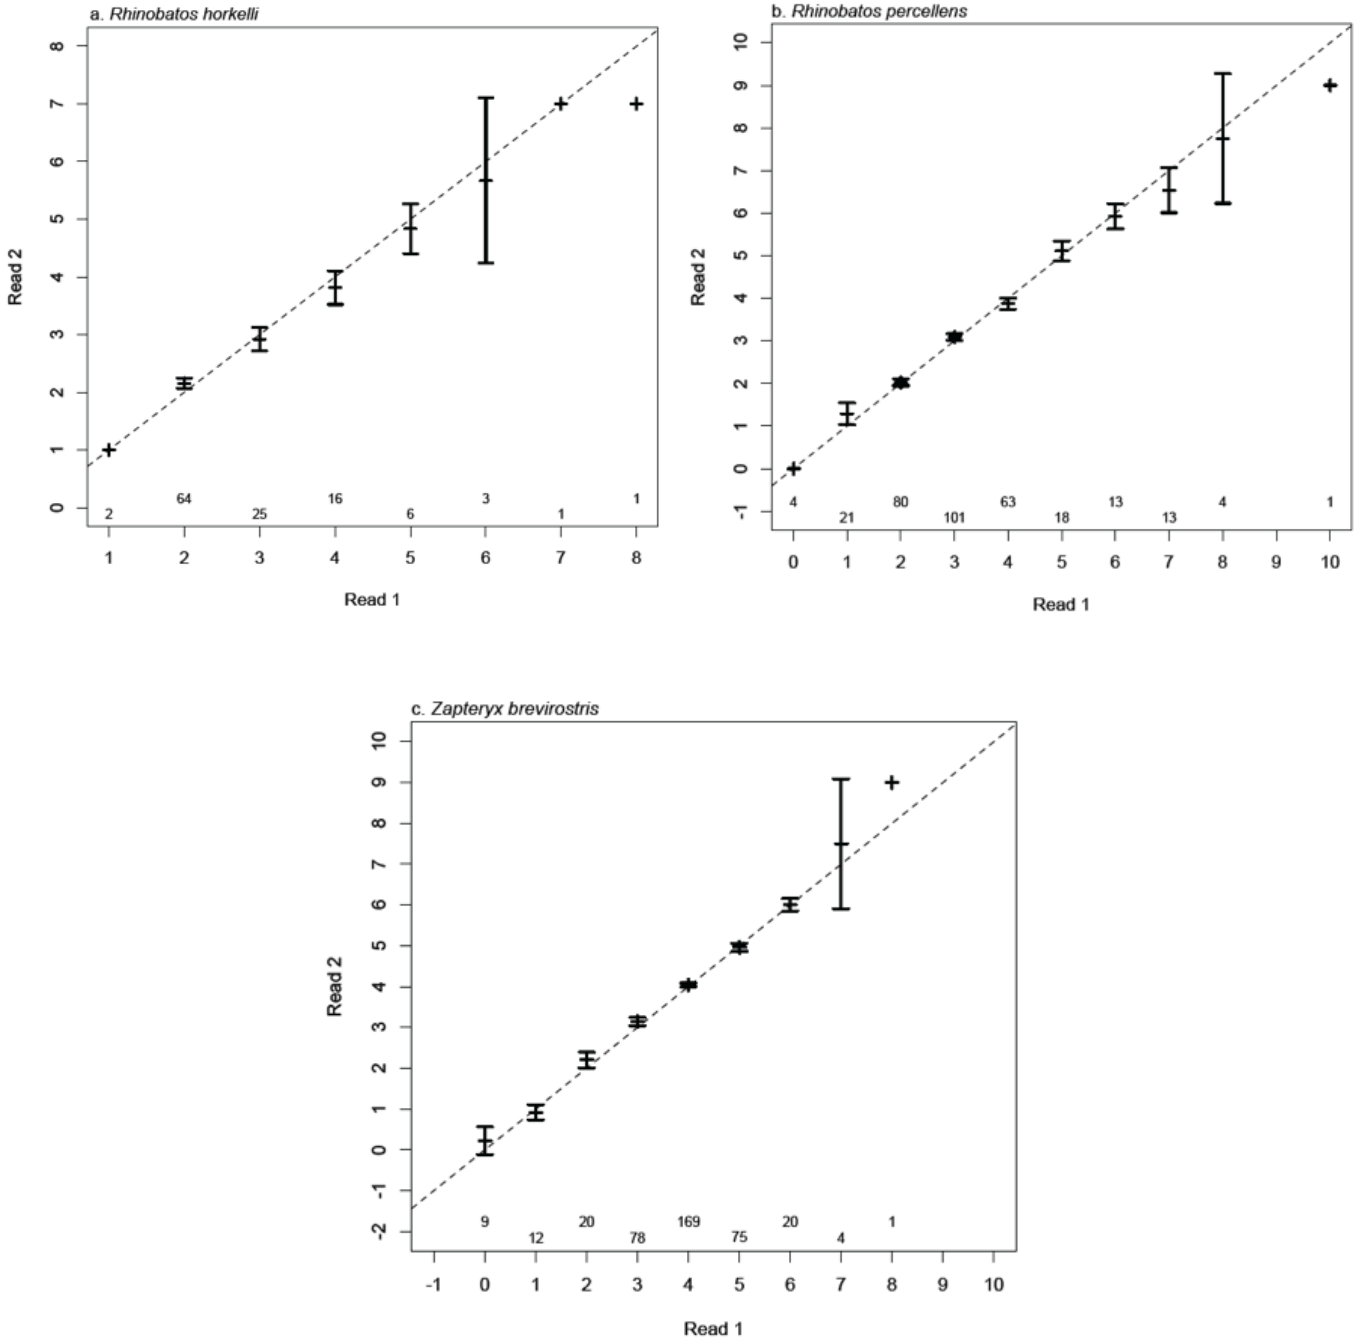 a. Rhinobatos horkelli
8
7
6
5
4
3
2
1
0
Read 2
64 16 3 1
2 25 6 1
1 2 3 4 5 6 7 8
Read 1
b. Rhinobatos percellens
10
9
8
7
6
5
4
3
2
1
0
-1
Read 2
4 80 63 13 4 1
21 101 18 13
0 1 2 3 4 5 6 7 8 9 10
Read 1
c. Zapteryx brevirostris
10
9
8
7
6
5
4
3
2
1
0
-1
-2
Read 2
9 20 169 20 1
12 78 75 4
-1 0 1 2 3 4 5 6 7 8 9 10
Read 1